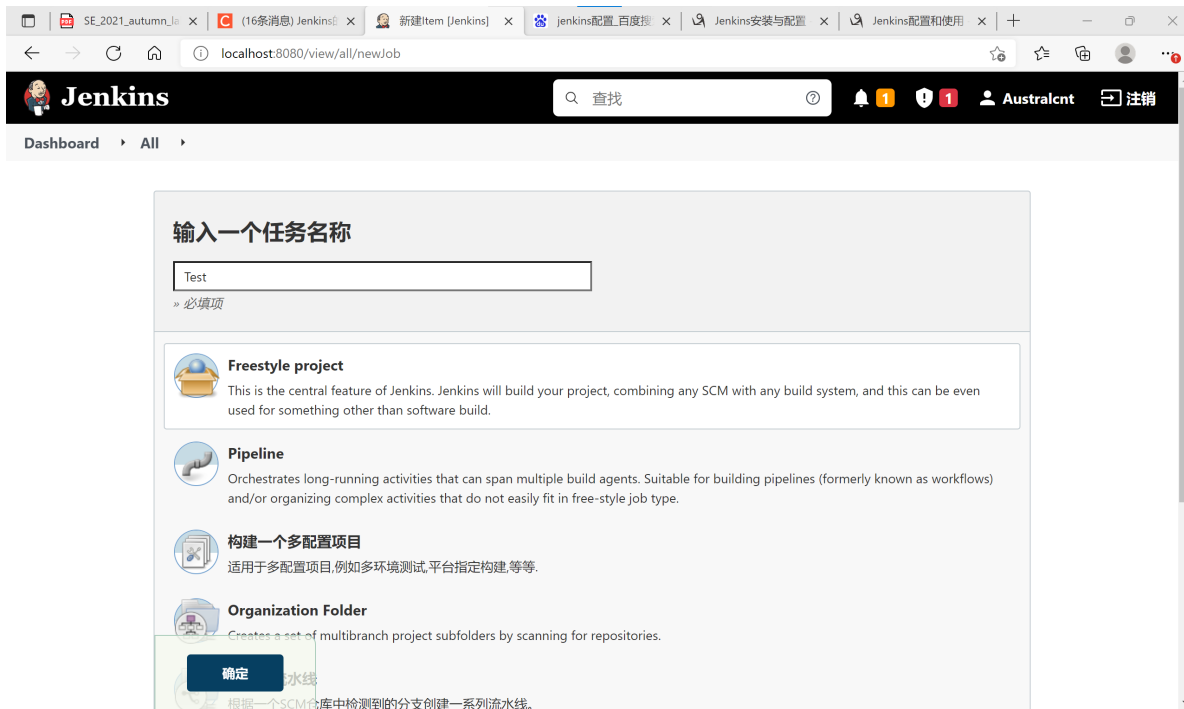 SE_2021_autumn_la
(16条消息) Jenkins的
新建Item [Jenkins]
jenkins配置_百度搜
Jenkins安装与配置
Jenkins配置和使用
localhost:8080/view/all/newJob
Jenkins
查找
1
1
Australcnt
注销
Dashboard
All
输入一个任务名称
Test
» 必填项
Freestyle project
This is the central feature of Jenkins. Jenkins will build your project, combining any SCM with any build system, and this can be even
used for something other than software build.
Pipeline
Orchestrates long-running activities that can span multiple build agents. Suitable for building pipelines (formerly known as workflows)
and/or organizing complex activities that do not easily fit in free-style job type.
构建一个多配置项目
适用于多配置项目,例如多环境测试,平台指定构建,等等.
Organization Folder
Creates a set of multibranch project subfolders by scanning for repositories.
确定
水线
根据一个SCM仓库中检测到的分支创建一系列流水线。